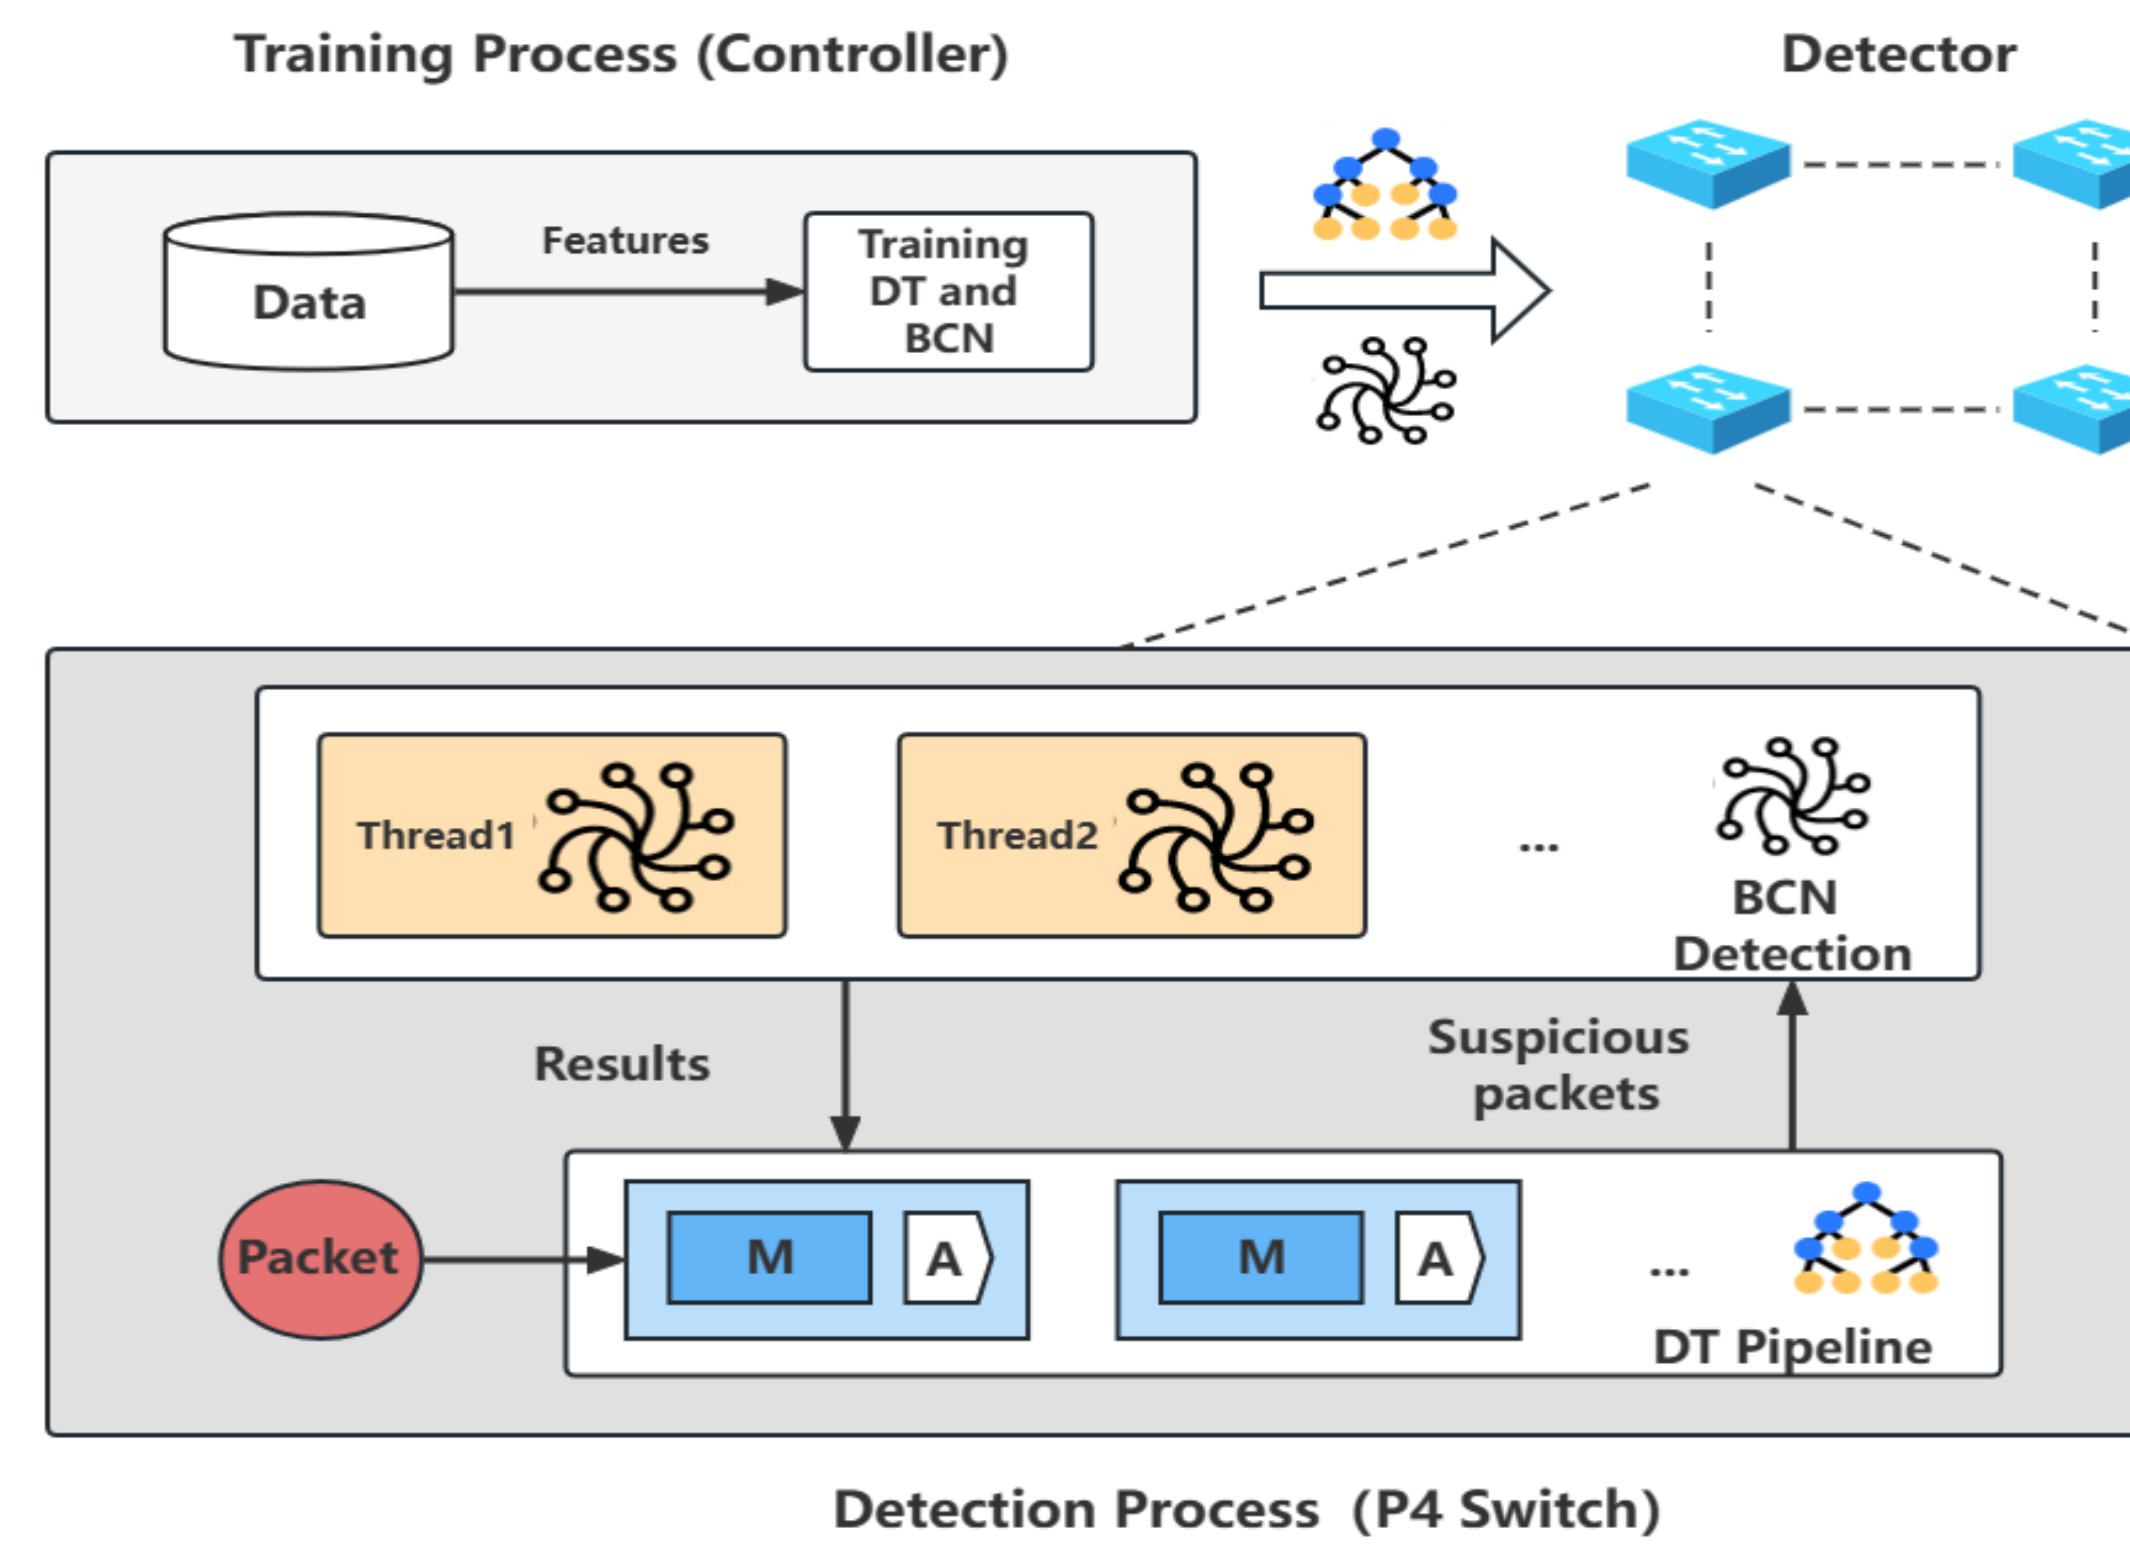 Training Process (Controller)
Detector
Data
Features
Training
DT and
BCN
Thread1
Thread2
...
BCN
Detection
Results
Suspicious
packets
Packet
M
A
M
A
...
DT Pipeline
Detection Process (P4 Switch)